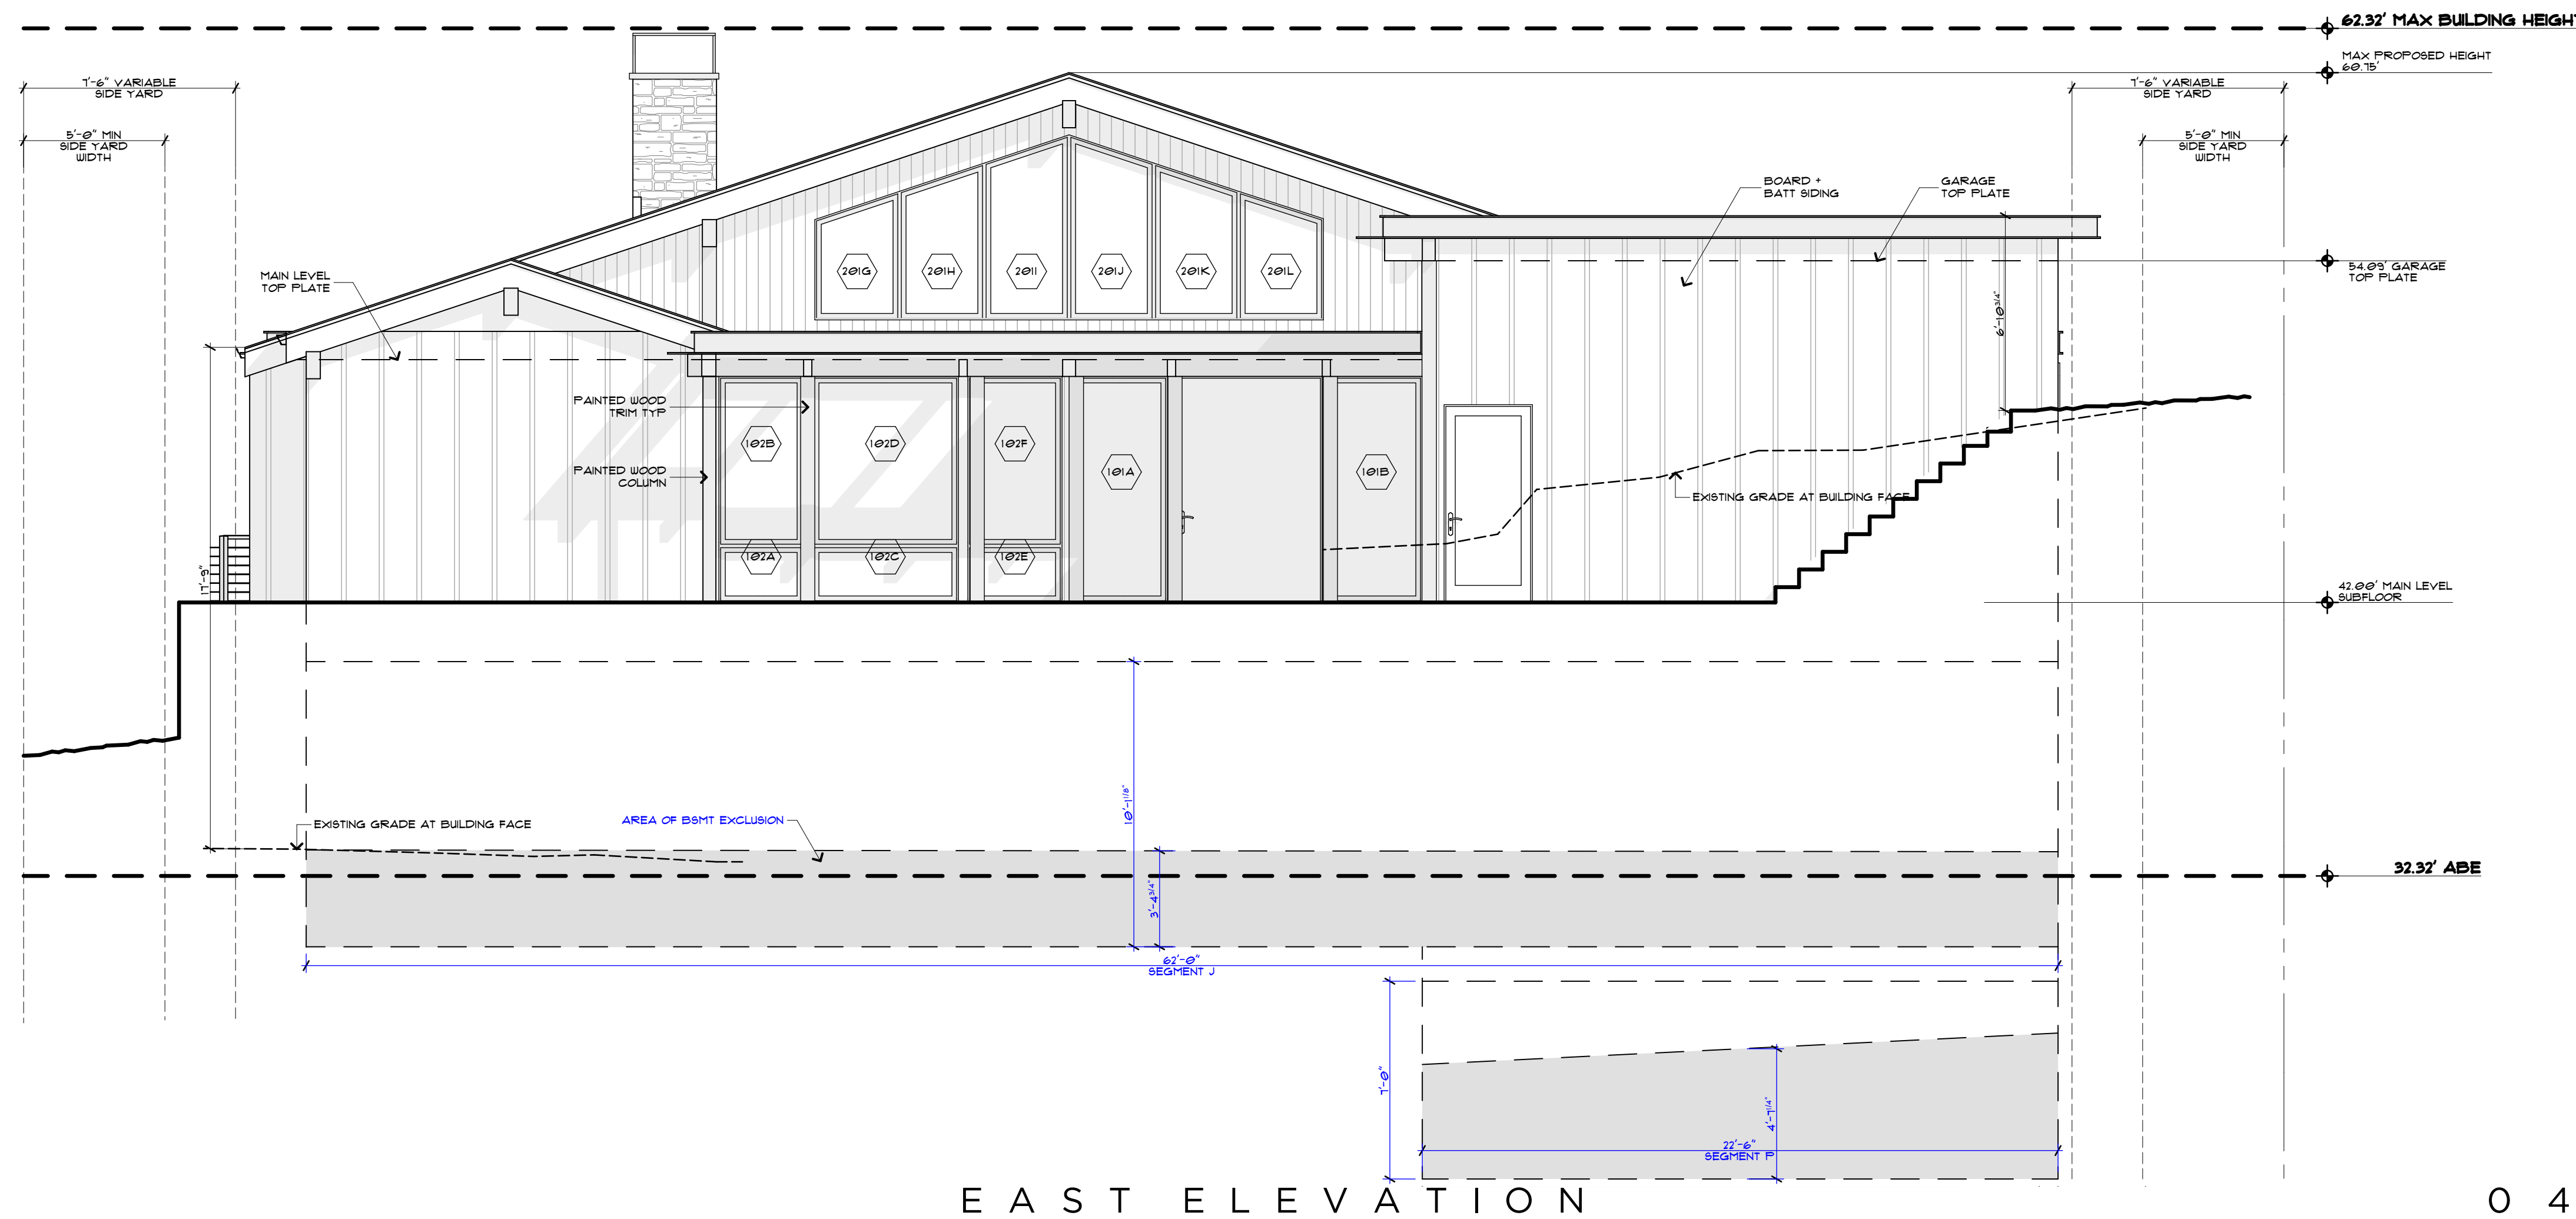 62.32' MAX BUILDING HEIGH
MAX PROPOSED HEIGHT
60.75'
7'-6" VARIABLE
SIDE YARD
7'-6" VARIABLE
SIDE YARD
5'-0" MIN
SIDE YARD
WIDTH
5'-0" MIN
SIDE YARD
WIDTH
BOARD +
BATT SIDING
GARAGE
TOP PLATE
MAIN LEVEL
TOP PLATE
201G
201H
201I
201J
201K
201L
54.09' GARAGE
TOP PLATE
6'-10 3/4"
PAINTED WOOD
TRIM TYP
102B
102D
102F
101A
101B
PAINTED WOOD
COLUMN
EXISTING GRADE AT BUILDING FACE
102A
102C
102E
17'-9"
42.00' MAIN LEVEL
SUBFLOOR
10'-1 1/8"
EXISTING GRADE AT BUILDING FACE
AREA OF BSMT EXCLUSION
32.32' ABE
3'-4 3/4"
62'-0"
SEGMENT J
7'-0"
4'-7 1/4"
22'-6"
SEGMENT P
EAST ELEVATION
04